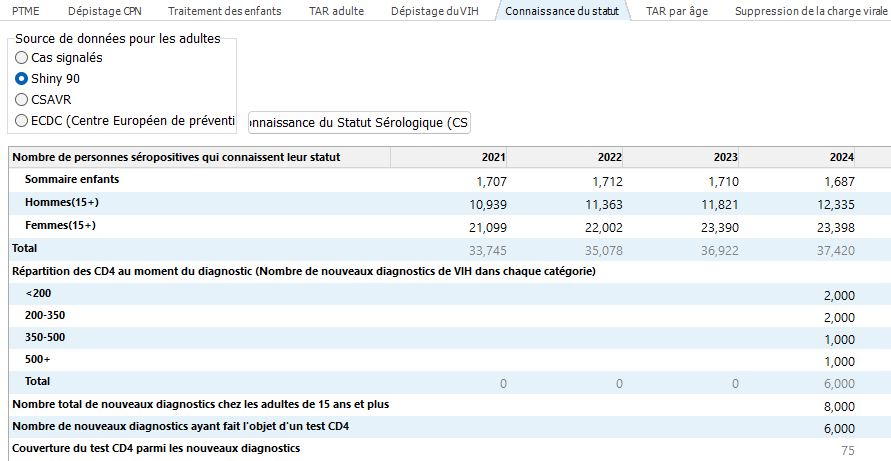 PTME Dépistage CPN Traitement des enfants TAR adulte Dépistage du VIH Connaissance du statut TAR par âge Suppression de la charge virale
Source de données pour les adultes
Cas signalés
Shiny 90
CSAVR
ECDC (Centre Européen de préventi
onnaissance du Statut Sérologique (CS
Nombre de personnes séropositives qui connaissent leur statut 2021 2022 2023 2024
Sommaire enfants 1,707 1,712 1,710 1,687
Hommes(15+) 10,939 11,363 11,821 12,335
Femmes(15+) 21,099 22,002 23,390 23,398
Total 33,745 35,078 36,922 37,420
Répartition des CD4 au moment du diagnostic (Nombre de nouveaux diagnostics de VIH dans chaque catégorie)
<200 2,000
200-350 2,000
350-500 1,000
500+ 1,000
Total 0 0 0 6,000
Nombre total de nouveaux diagnostics chez les adultes de 15 ans et plus 8,000
Nombre de nouveaux diagnostics ayant fait l'objet d'un test CD4 6,000
Couverture du test CD4 parmi les nouveaux diagnostics 75